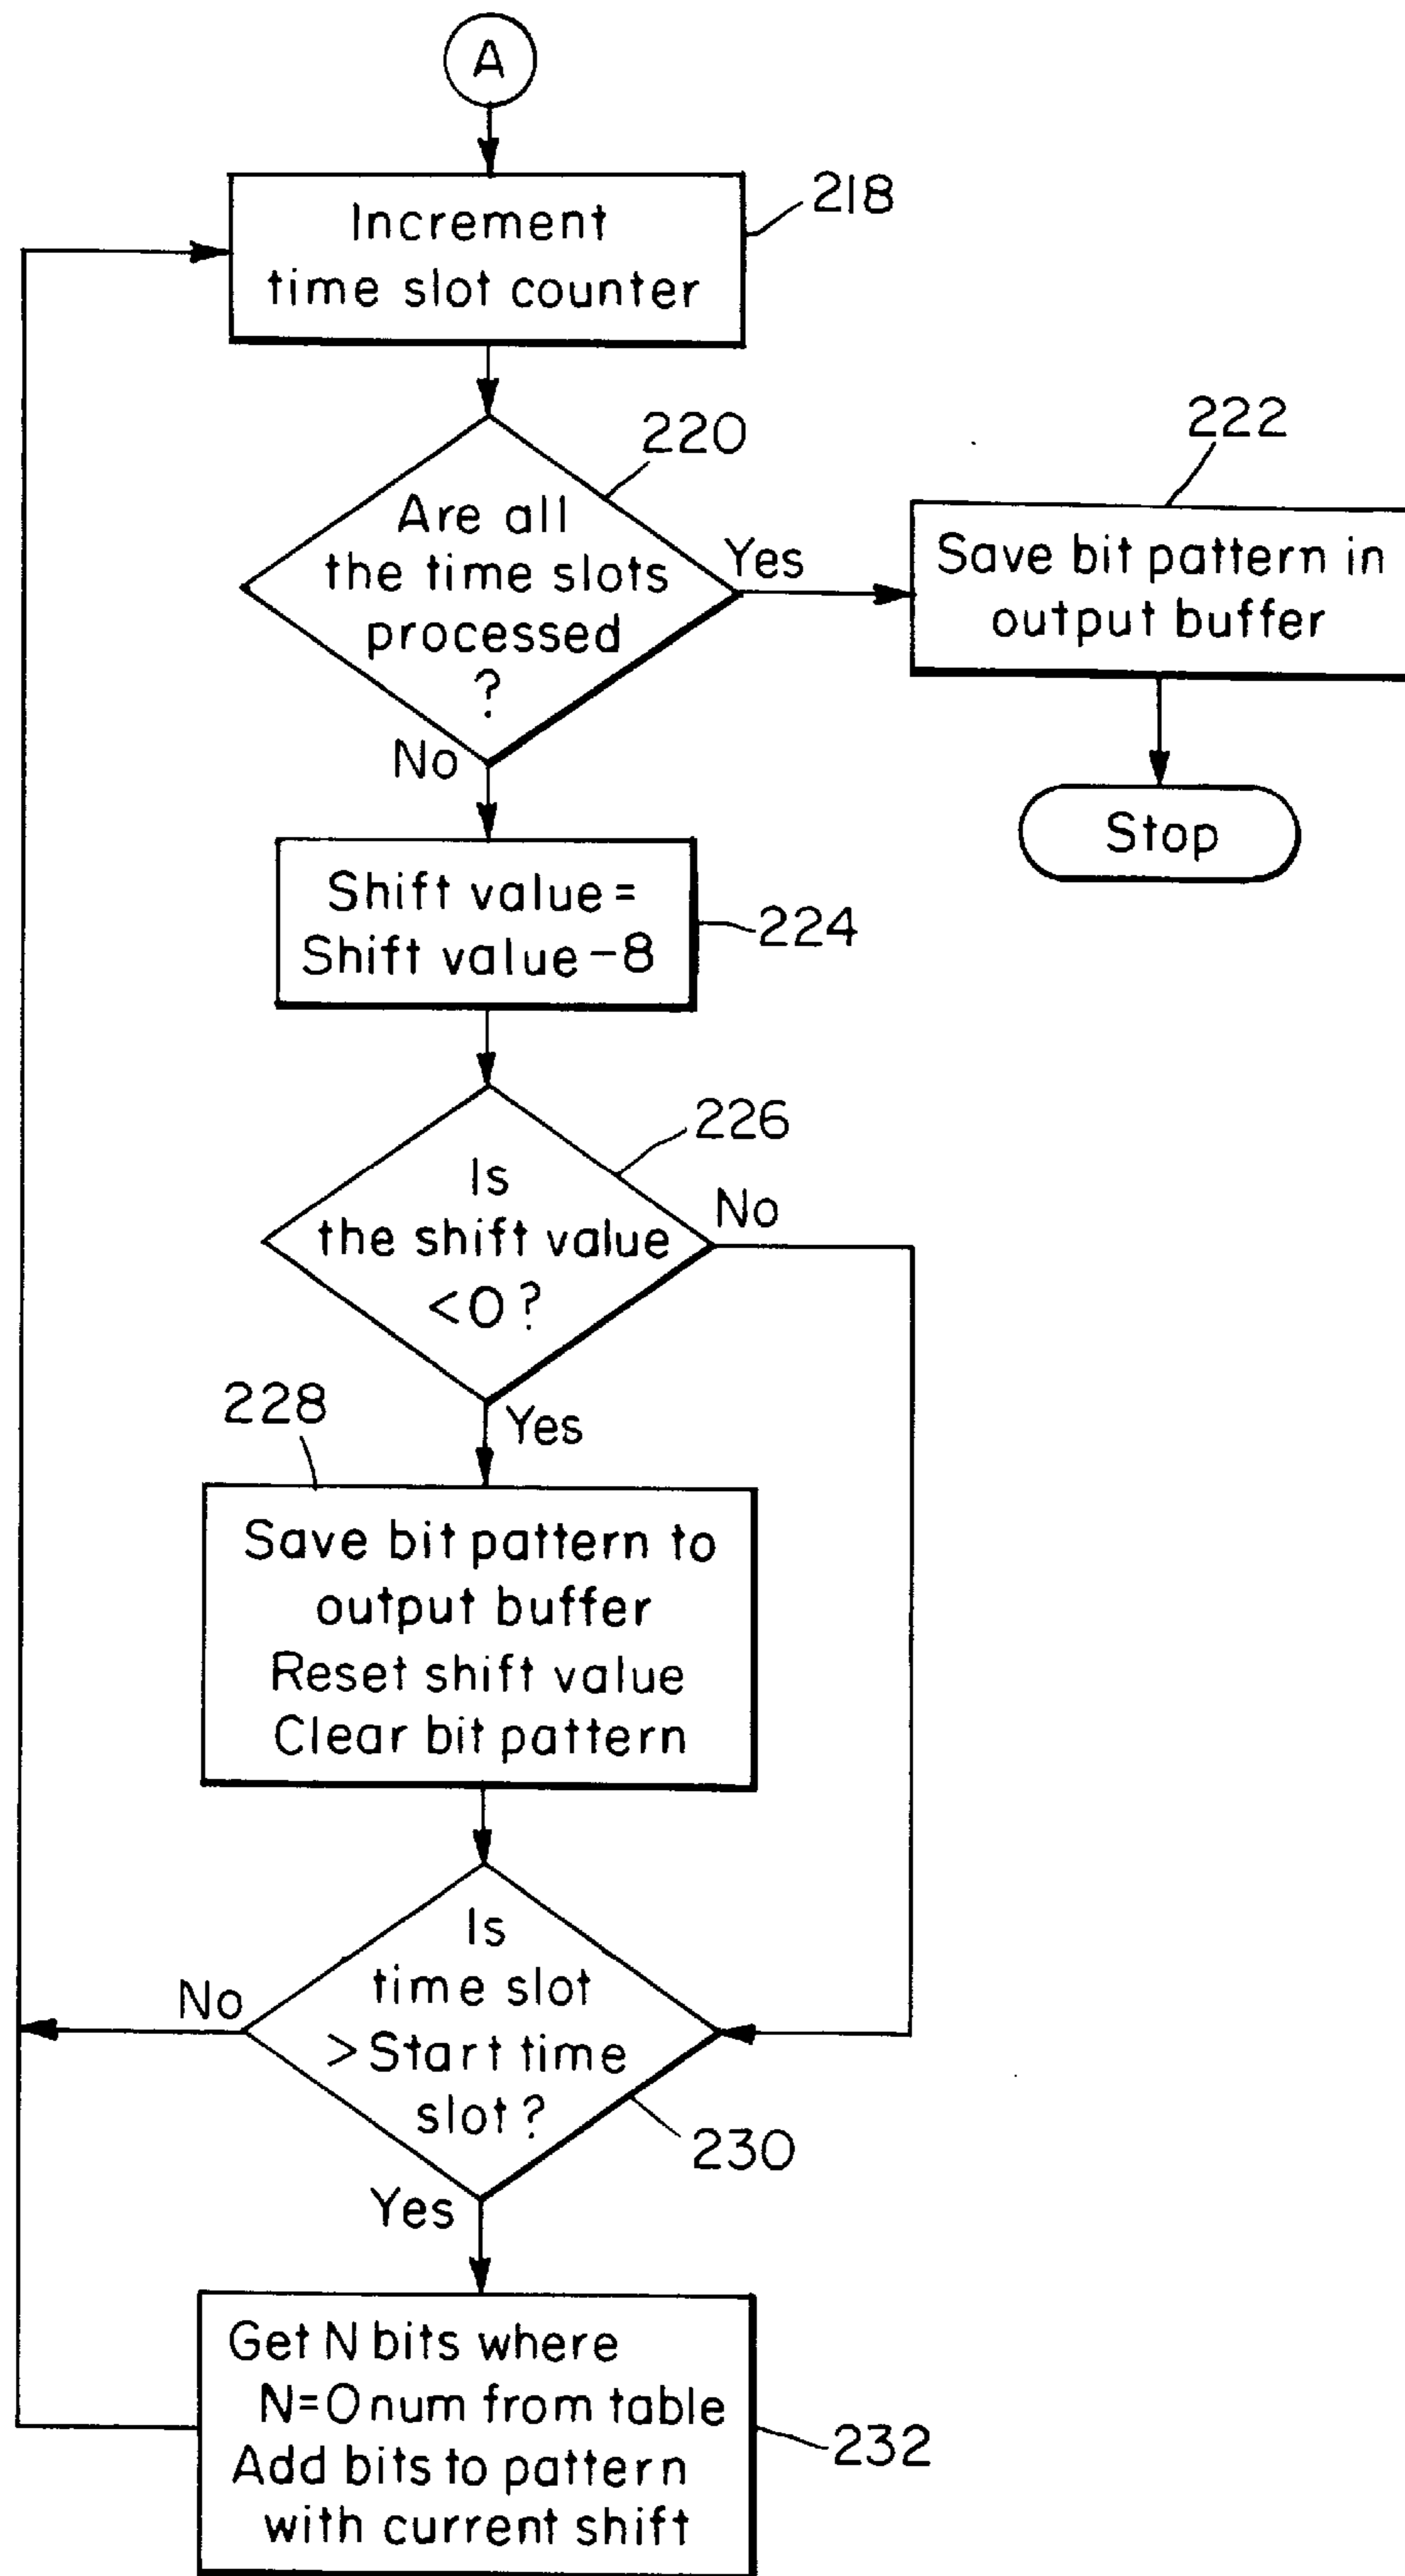 A
218
Increment
time slot counter
220
222
Are all
the time slots
processed
?
Yes
Save bit pattern in
output buffer
No
Stop
Shift value =
Shift value -8
224
226
Is
the shift value
<0?
No
Yes
228
Save bit pattern to
output buffer
Reset shift value
Clear bit pattern
Is
time slot
>Start time
slot?
No
230
Yes
Get N bits where
N=0num from table
Add bits to pattern
with current shift
232